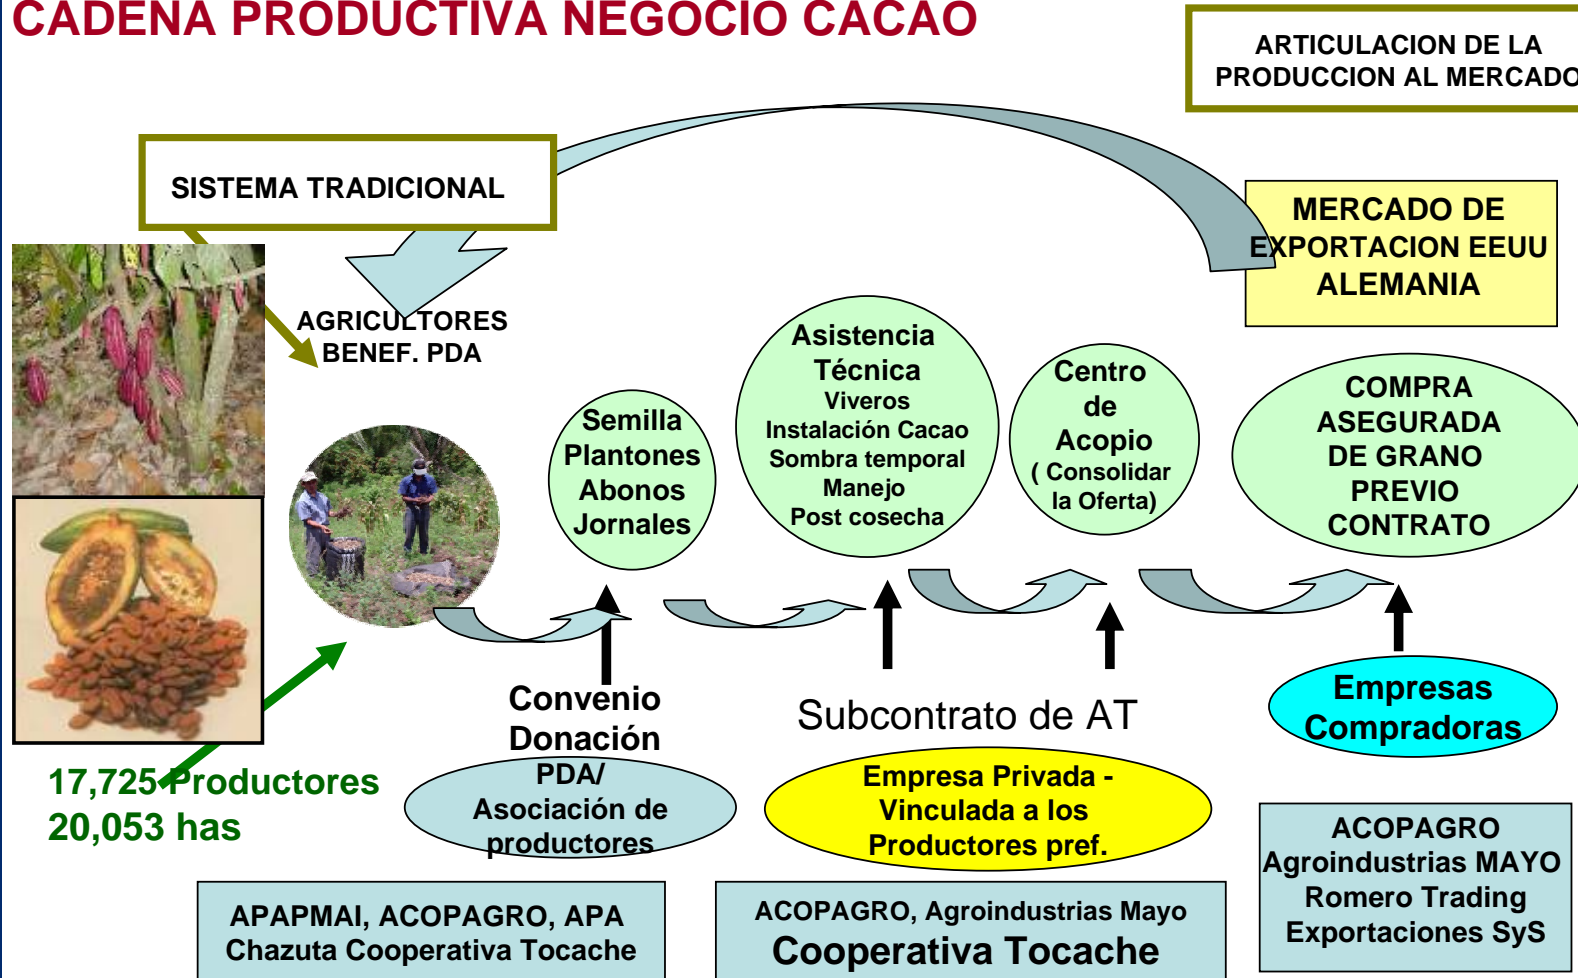 CADENA PRODUCTIVA NEGOCIO CACAO
ARTICULACION DE LA
PRODUCCION AL MERCADO
SISTEMA TRADICIONAL
MERCADO DE
EXPORTACION EEUU
ALEMANIA
AGRICULTORES
BENEF. PDA
Semilla
Plantones
Abonos
Jornales
Asistencia
Técnica
Viveros
Instalación Cacao
Sombra temporal
Manejo
Post cosecha
Centro
de
Acopio
( Consolidar
la Oferta)
COMPRA
ASEGURADA
DE GRANO
PREVIO
CONTRATO
17,725 Productores
20,053 has
Convenio
Donación
PDA/
Asociación de
productores
Subcontrato de AT
Empresa Privada -
Vinculada a los
Productores pref.
Empresas
Compradoras
APAPMAI, ACOPAGRO, APA
Chazuta Cooperativa Tocache
ACOPAGRO, Agroindustrias Mayo
Cooperativa Tocache
ACOPAGRO
Agroindustrias MAYO
Romero Trading
Exportaciones SyS